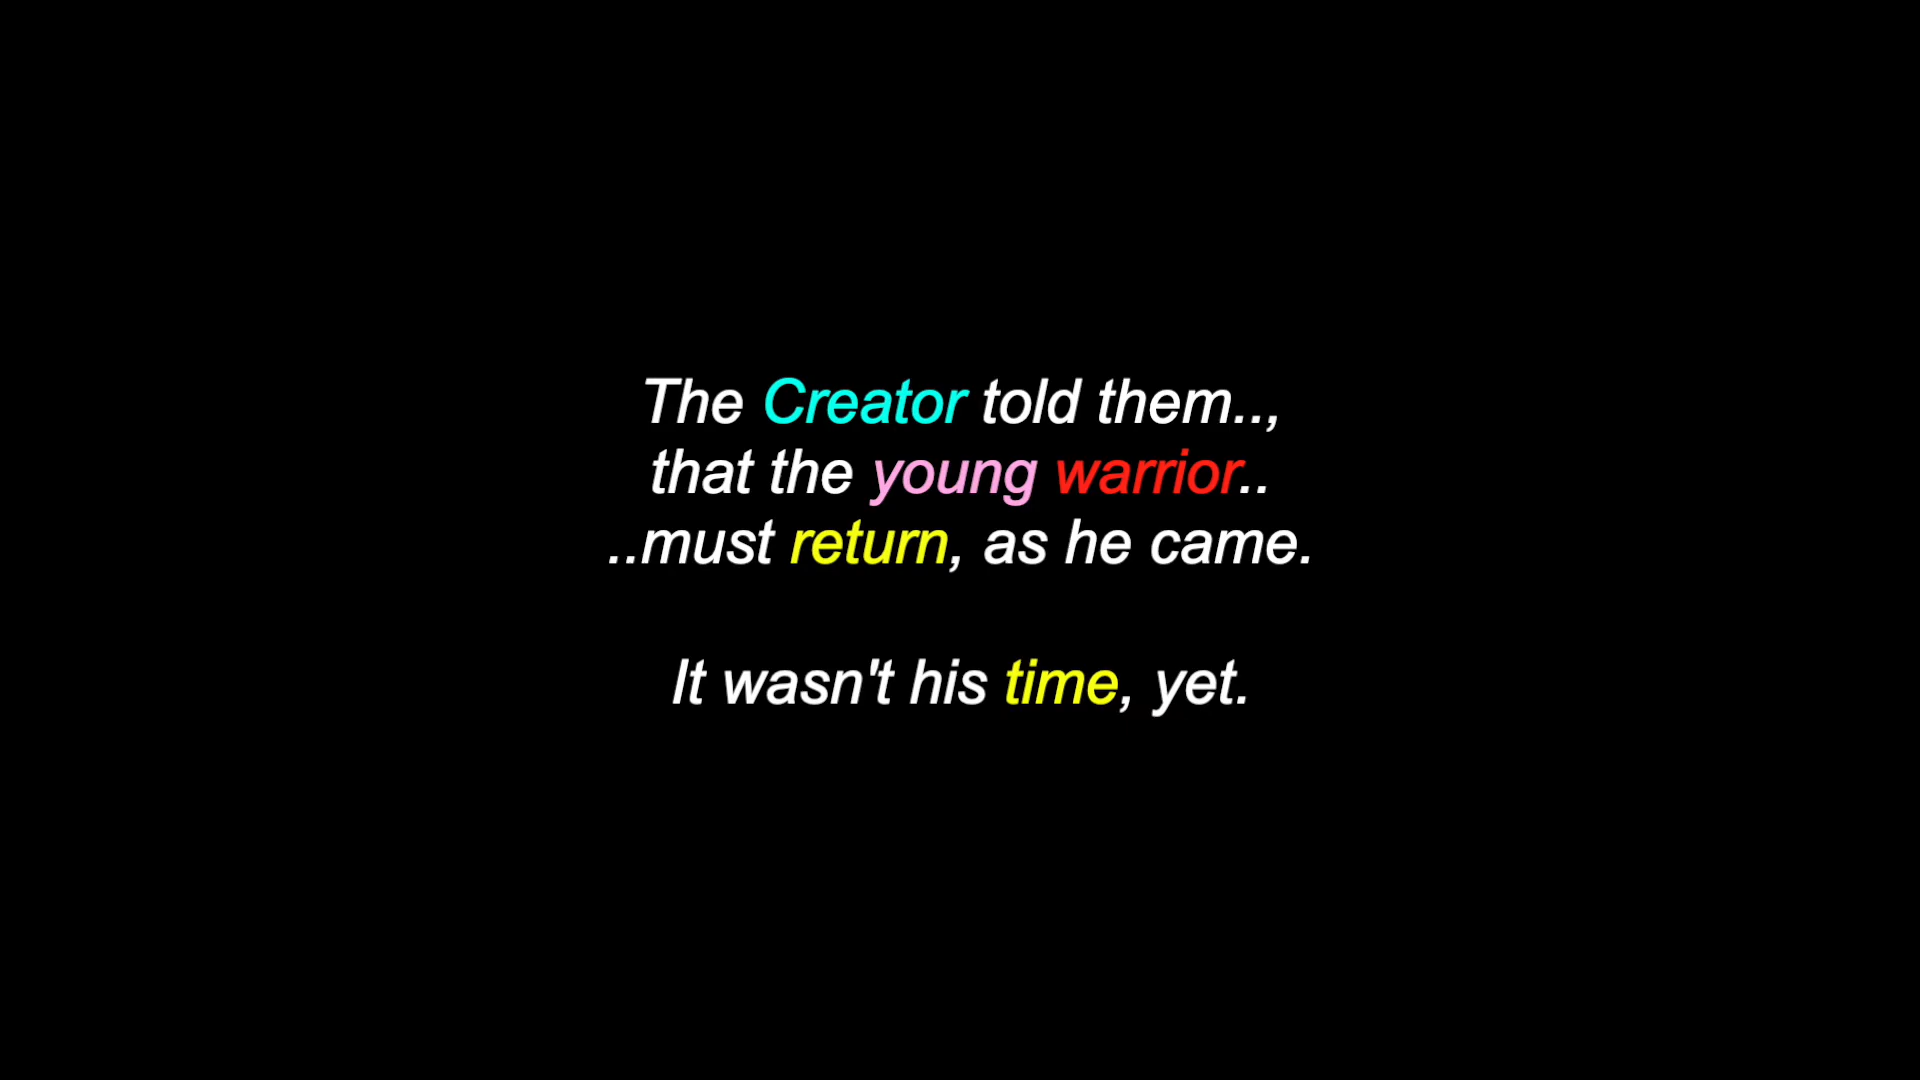 The Creator told them..,
that the young warrior..
..must return, as he came.
It wasn't his time, yet.